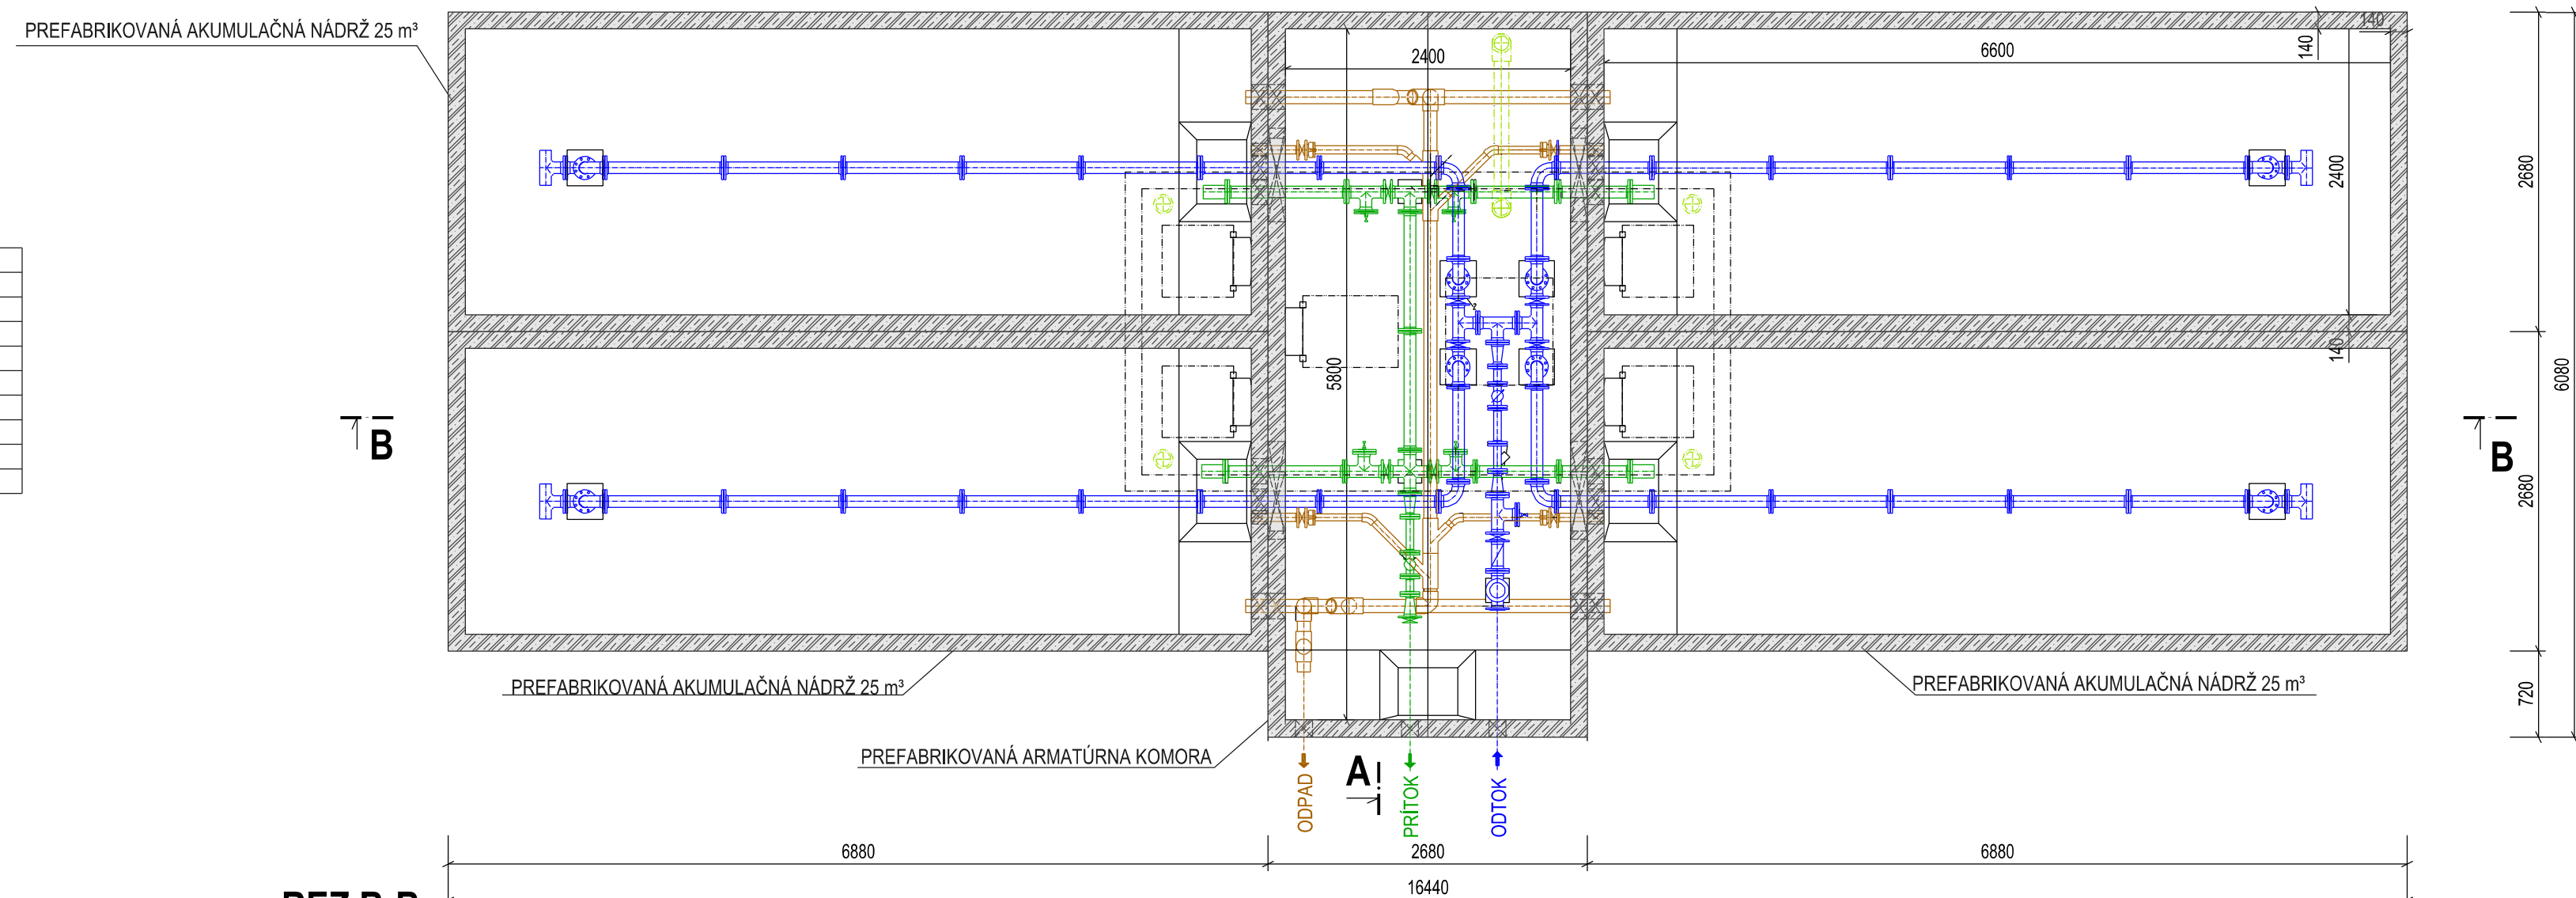 PREFABRIKOVANÁ AKUMULAČNÁ NÁDRŽ 25 m³
140
140
2400
6600
2400
2680
5800
140
6080
B
B
2680
PREFABRIKOVANÁ AKUMULAČNÁ NÁDRŽ 25 m³
PREFABRIKOVANÁ AKUMULAČNÁ NÁDRŽ 25 m³
720
PREFABRIKOVANÁ ARMATÚRNA KOMORA
A
ODPAD
PRÍTOK
ODTOK
6880
2680
6880
16440